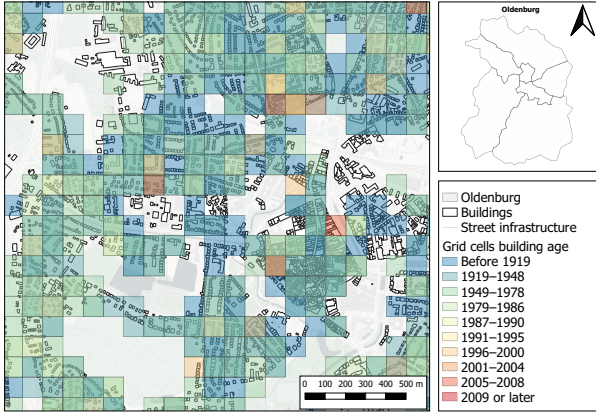 Oldenburg
Oldenburg
Buildings
Street infrastructure
Grid cells building age
Before 1919
1919–1948
1949–1978
1979–1986
1987–1990
1991–1995
1996–2000
2001–2004
2005–2008
2009 or later
0 100 200 300 400 500 m